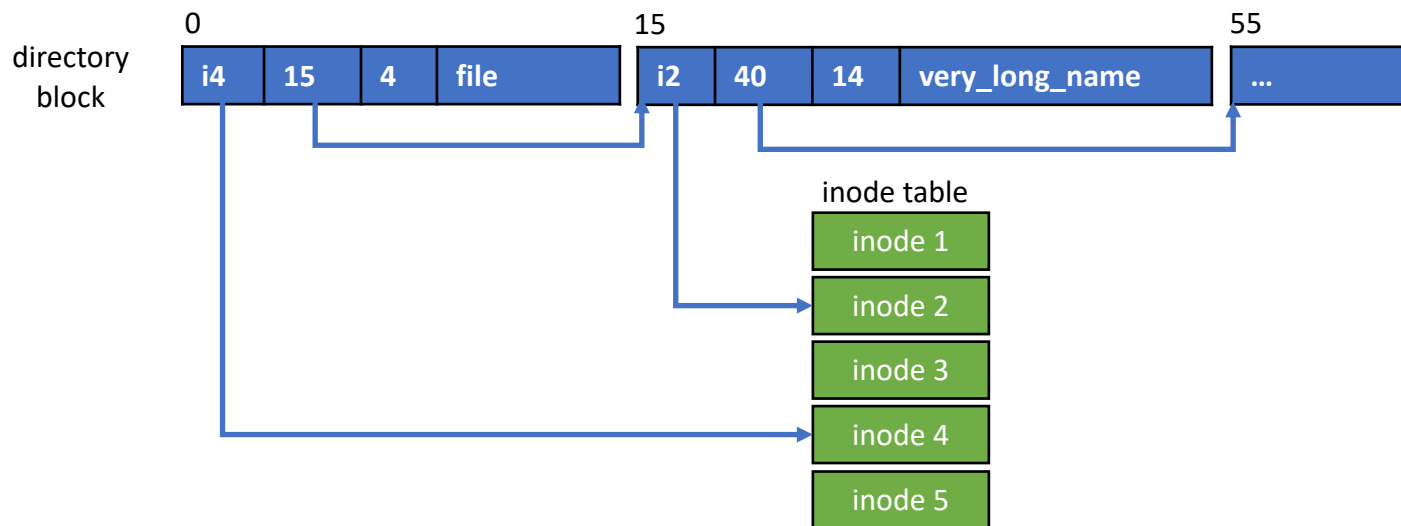 0 15 55
directory
block
i4 15 4 file i2 40 14 very_long_name ...
inode table
inode 1
inode 2
inode 3
inode 4
inode 5